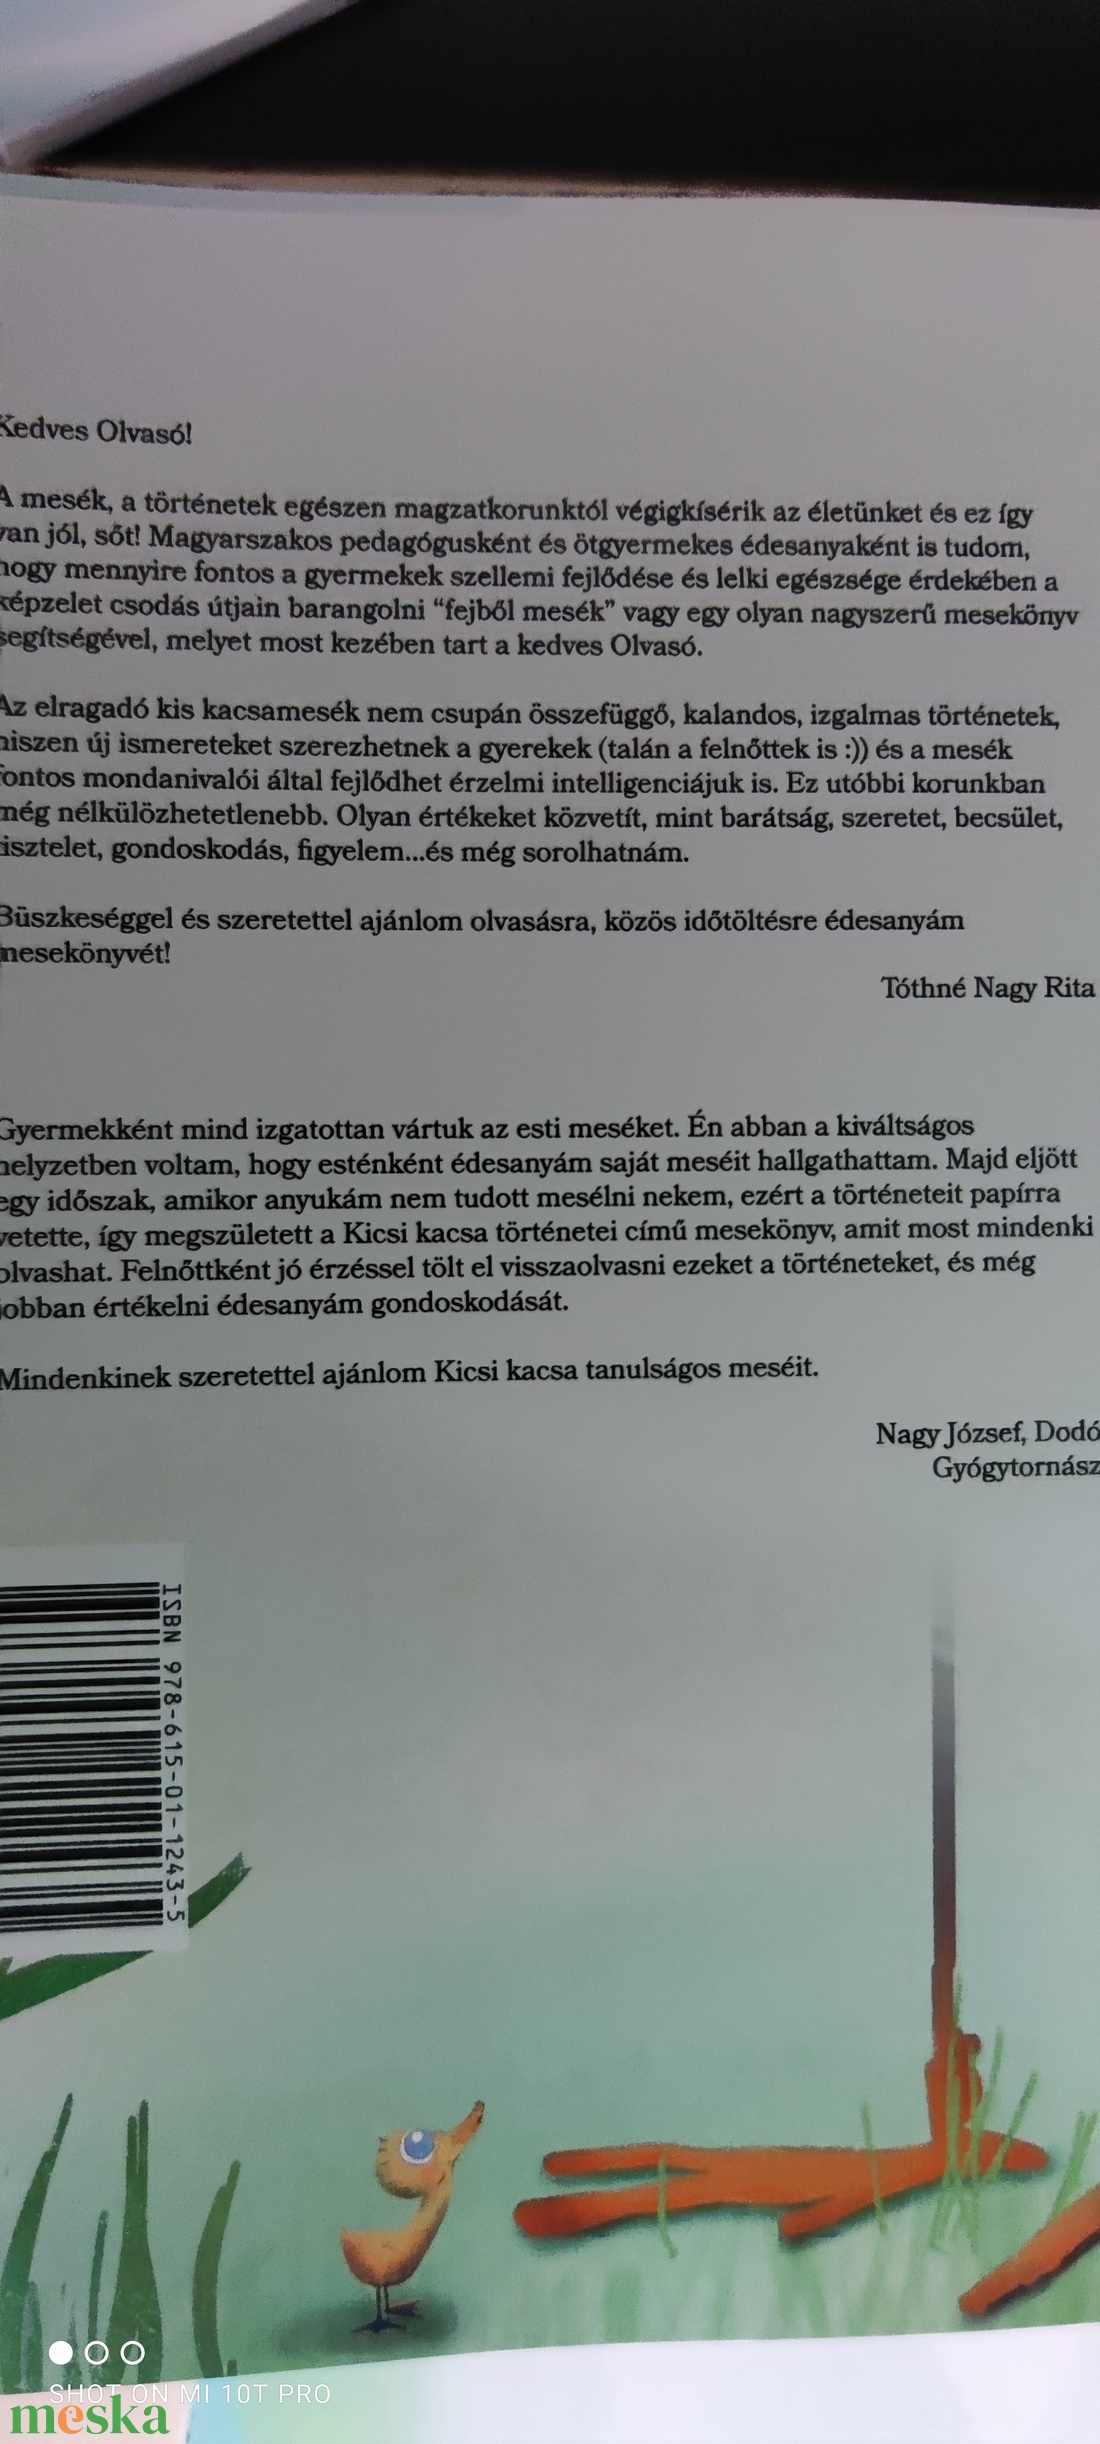 Kedves Olvasó!
A mesék, a történetek egészen magzatkorunktól végigkísérik az életünket és ez így
van jól, sőt! Magyarszakos pedagógusként és ötgyermekes édesanyaként is tudom,
hogy mennyire fontos a gyermekek szellemi fejlődése és lelki egészsége érdekében a
képzelet csodás útjain barangolni “fejből mesék” vagy egy olyan nagyszerű mesekönyv
segítségével, melyet most kezében tart a kedves Olvasó.
Az elragadó kis kacsamesék nem csupán összefüggő, kalandos, izgalmas történetek,
hiszen új ismereteket szerezhetnek a gyerekek (talán a felnőttek is :)) és a mesék
fontos mondanivalói által fejlődhet érzelmi intelligenciájuk is. Ez utóbbi korunkban
még nélkülözhetetlenebb. Olyan értékeket közvetít, mint barátság, szeretet, becsület,
tisztelet, gondoskodás, figyelem...és még sorolhatnám.
Büszkeséggel és szeretettel ajánlom olvasásra, közös időtöltésre édesanyám
mesekönyvét!
Tóthné Nagy Rita
Gyermekként mind izgatottan vártuk az esti meséket. Én abban a kiváltságos
helyzetben voltam, hogy esténként édesanyám saját meséit hallgathattam. Majd eljött
egy időszak, amikor anyukám nem tudott mesélni nekem, ezért a történeteit papírra
vetette, így megszületett a Kicsi kacsa történetei című mesekönyv, amit most mindenki
olvashat. Felnőttként jó érzéssel tölt el visszaolvasni ezeket a történeteket, és még
jobban értékelni édesanyám gondoskodását.
Mindenkinek szeretettel ajánlom Kicsi kacsa tanulságos meséit.
Nagy József, Dodó
Gyógytornász
ISBN 978-615-01-1243-5
SHOT ON MI 10T PRO
meska